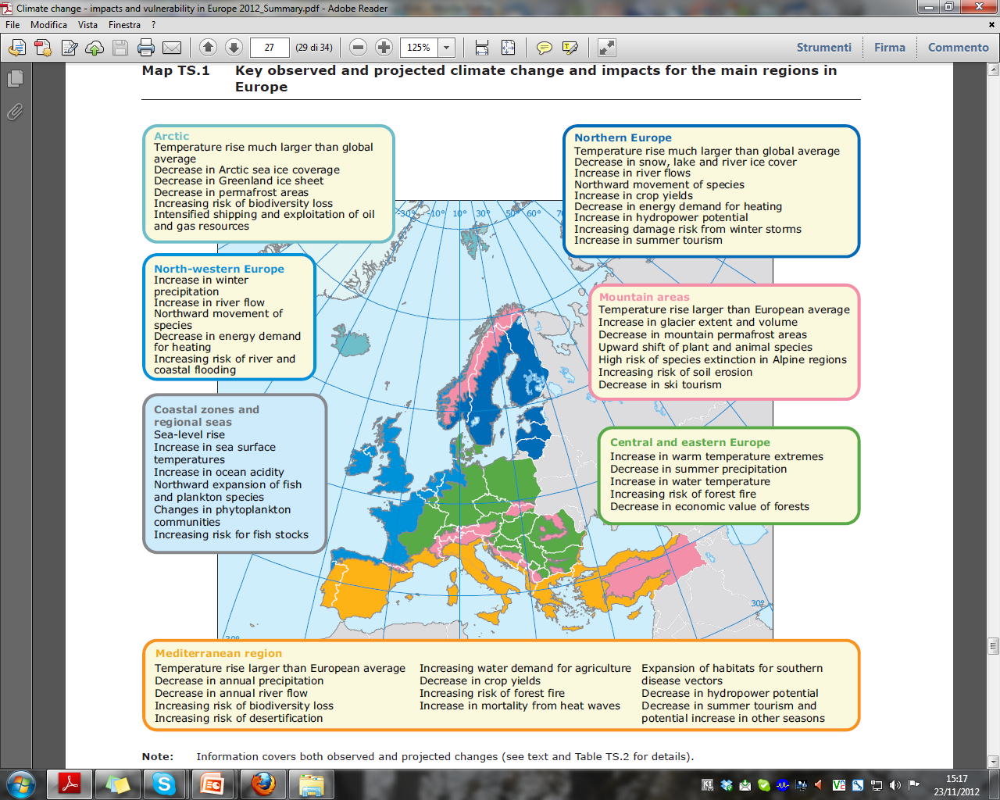 Climate change - impacts and vulnerability in Europe 2012_Summary.pdf - Adobe Reader
File Modifica Vista Finestra ?
27 (29 di 34) 125% Strumenti Firma Commento
Map TS.1 Key observed and projected climate change and impacts for the main regions in
Europe
Arctic
Temperature rise much larger than global
average
Decrease in Arctic sea ice coverage
Decrease in Greenland ice sheet
Decrease in permafrost areas
Increasing risk of biodiversity loss
Intensified shipping and exploitation of oil
and gas resources
Northern Europe
Temperature rise much larger than global average
Decrease in snow, lake and river ice cover
Increase in river flows
Northward movement of species
Increase in crop yields
Decrease in energy demand for heating
Increase in hydropower potential
Increasing damage risk from winter storms
Increase in summer tourism
-30° -10° 10° 30° 50° 60°
North-western Europe
Increase in winter
precipitation
Increase in river flow
Northward movement of
species
Decrease in energy demand
for heating
Increasing risk of river and
coastal flooding
Mountain areas
Temperature rise larger than European average
Increase in glacier extent and volume
Decrease in mountain permafrost areas
Upward shift of plant and animal species
High risk of species extinction in Alpine regions
Increasing risk of soil erosion
Decrease in ski tourism
Coastal zones and
regional seas
Sea-level rise
Increase in sea surface
temperatures
Increase in ocean acidity
Northward expansion of fish
and plankton species
Changes in phytoplankton
communities
Increasing risk for fish stocks
Central and eastern Europe
Increase in warm temperature extremes
Decrease in summer precipitation
Increase in water temperature
Increasing risk of forest fire
Decrease in economic value of forests
30°
Mediterranean region
Temperature rise larger than European average
Decrease in annual precipitation
Decrease in annual river flow
Increasing risk of biodiversity loss
Increasing risk of desertification
Increasing water demand for agriculture
Decrease in crop yields
Increasing risk of forest fire
Increase in mortality from heat waves
Expansion of habitats for southern
disease vectors
Decrease in hydropower potential
Decrease in summer tourism and
potential increase in other seasons
Note: Information covers both observed and projected changes (see text and Table TS.2 for details).
15:17
23/11/2012